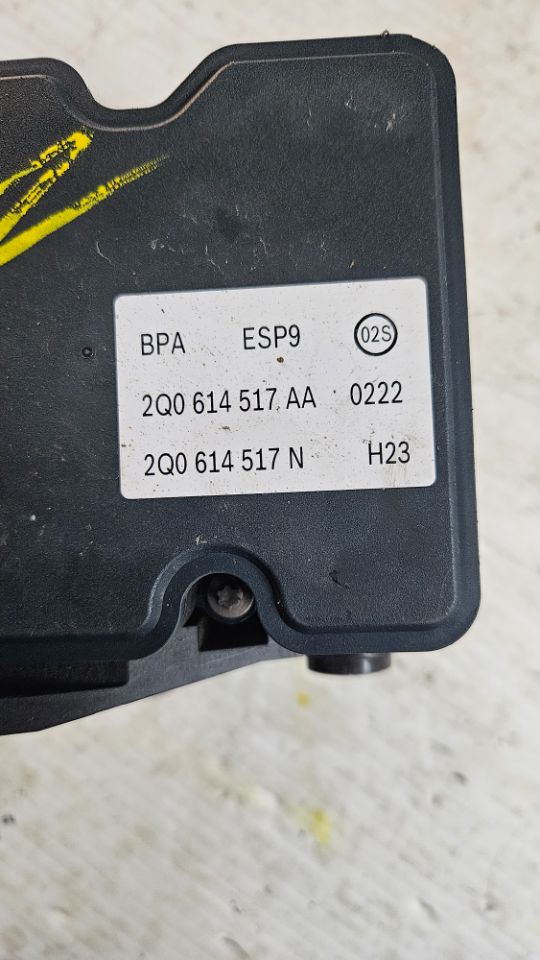 BPA ESP9 02S
2Q0 614 517 AA 0222
2Q0 614 517 N H23